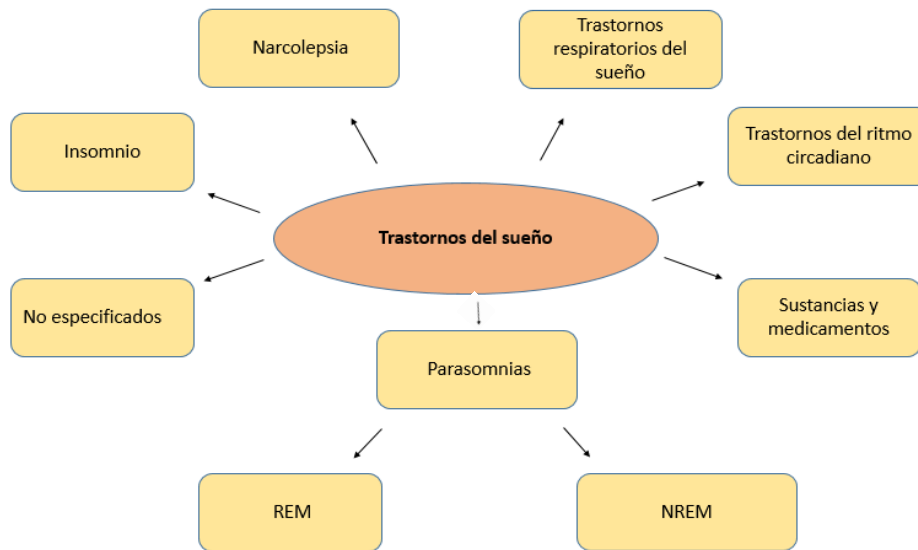 Narcolepsia
Trastornos
respiratorios del
sueño
Insomnio
Trastornos del ritmo
circadiano
Trastornos del sueño
No especificados
Sustancias y
medicamentos
Parasomnias
REM
NREM